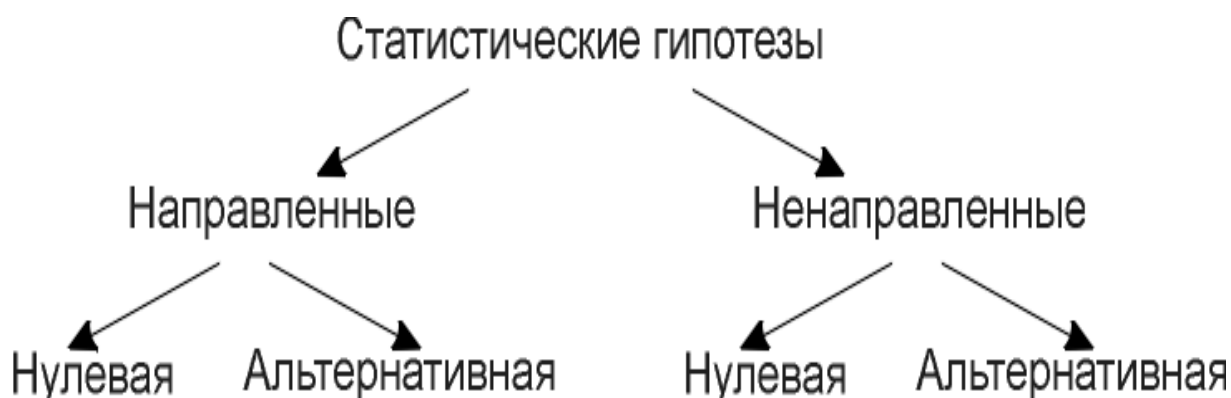 Статистические гипотезы
Направленные Ненаправленные
Нулевая Альтернативная Нулевая Альтернативная